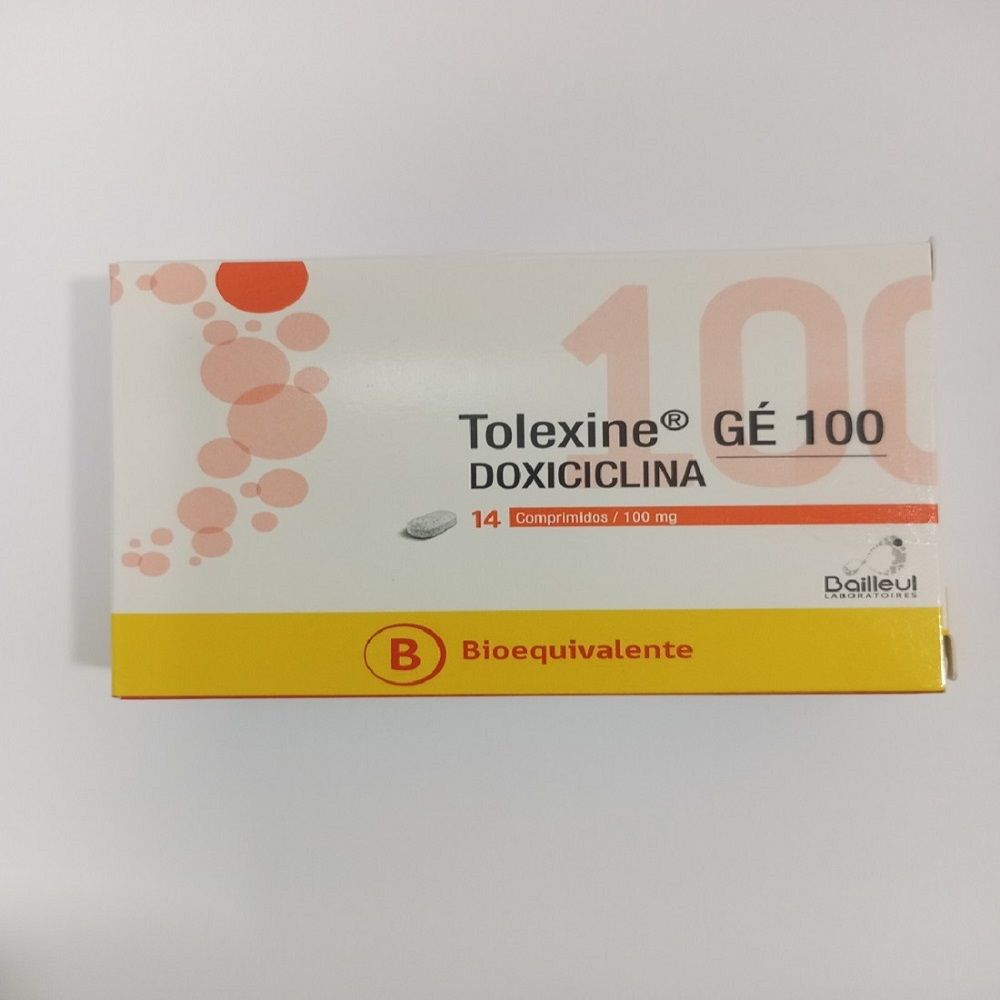 100
Tolexine® GÉ 100
DOXICICLINA
14 Comprimidos / 100 mg
Bailleul
LABORATOIRES
B Bioequivalente